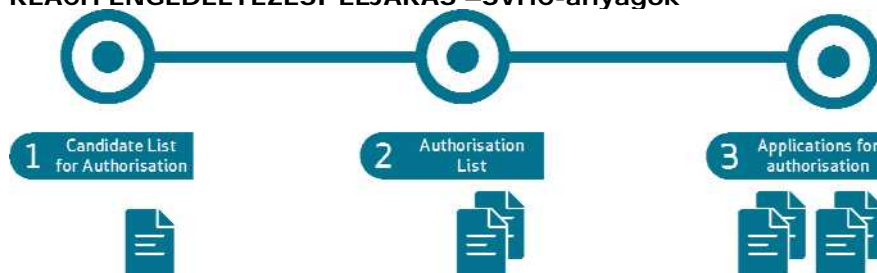 REACH ENGEDÉLYEZÉSI ELJÁRÁS –SVHC-anyagok
1 Candidate List
for Authorisation
2 Authorisation
List
3 Applications for
authorisation